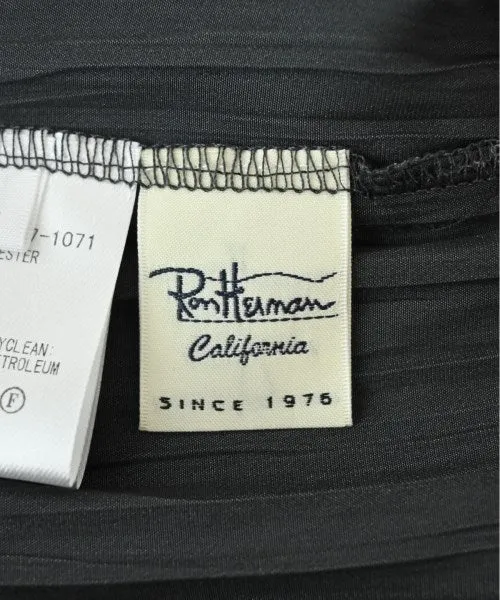 7-1071
ESTER
YCLEAN:
TROLEUM
F
Ron Herman
California
SINCE 1976